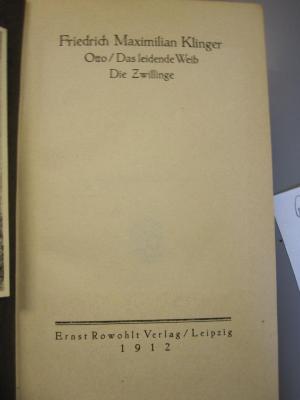 Friedrich Maximilian Klinger
Otto / Das leidende Weib
Die Zwillinge
Ernst Rowohlt Verlag / Leipzig
1912